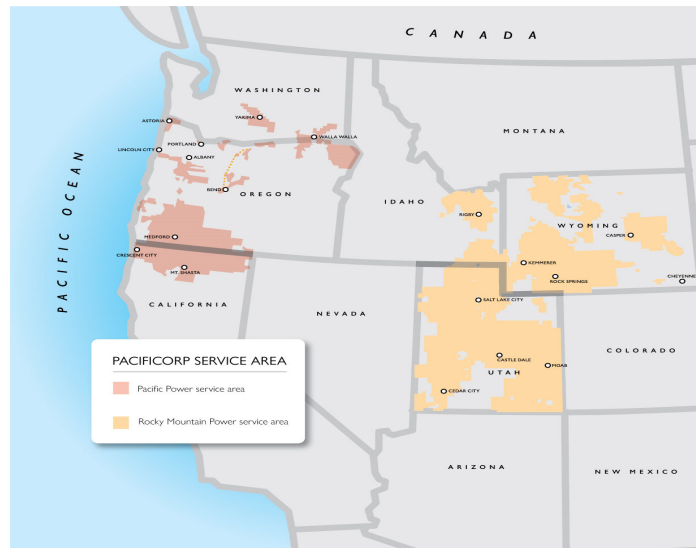 CANADA
WASHINGTON
YAKIMA
ASTORIA
WALLA WALLA
MONTANA
PORTLAND
LINCOLN CITY
ALBANY
BEND
OREGON
IDAHO
RIGBY
WYOMING
CASPER
PACIFIC OCEAN
MEDFORD
CRESCENT CITY
MT. SHASTA
KEMMERER
ROCK SPRINGS
CHEYENNE
CALIFORNIA
NEVADA
SALT LAKE CITY
COLORADO
CASTLE DALE
MOAB
UTAH
CEDAR CITY
PACIFICORP SERVICE AREA
Pacific Power service area
Rocky Mountain Power service area
ARIZONA
NEW MEXICO